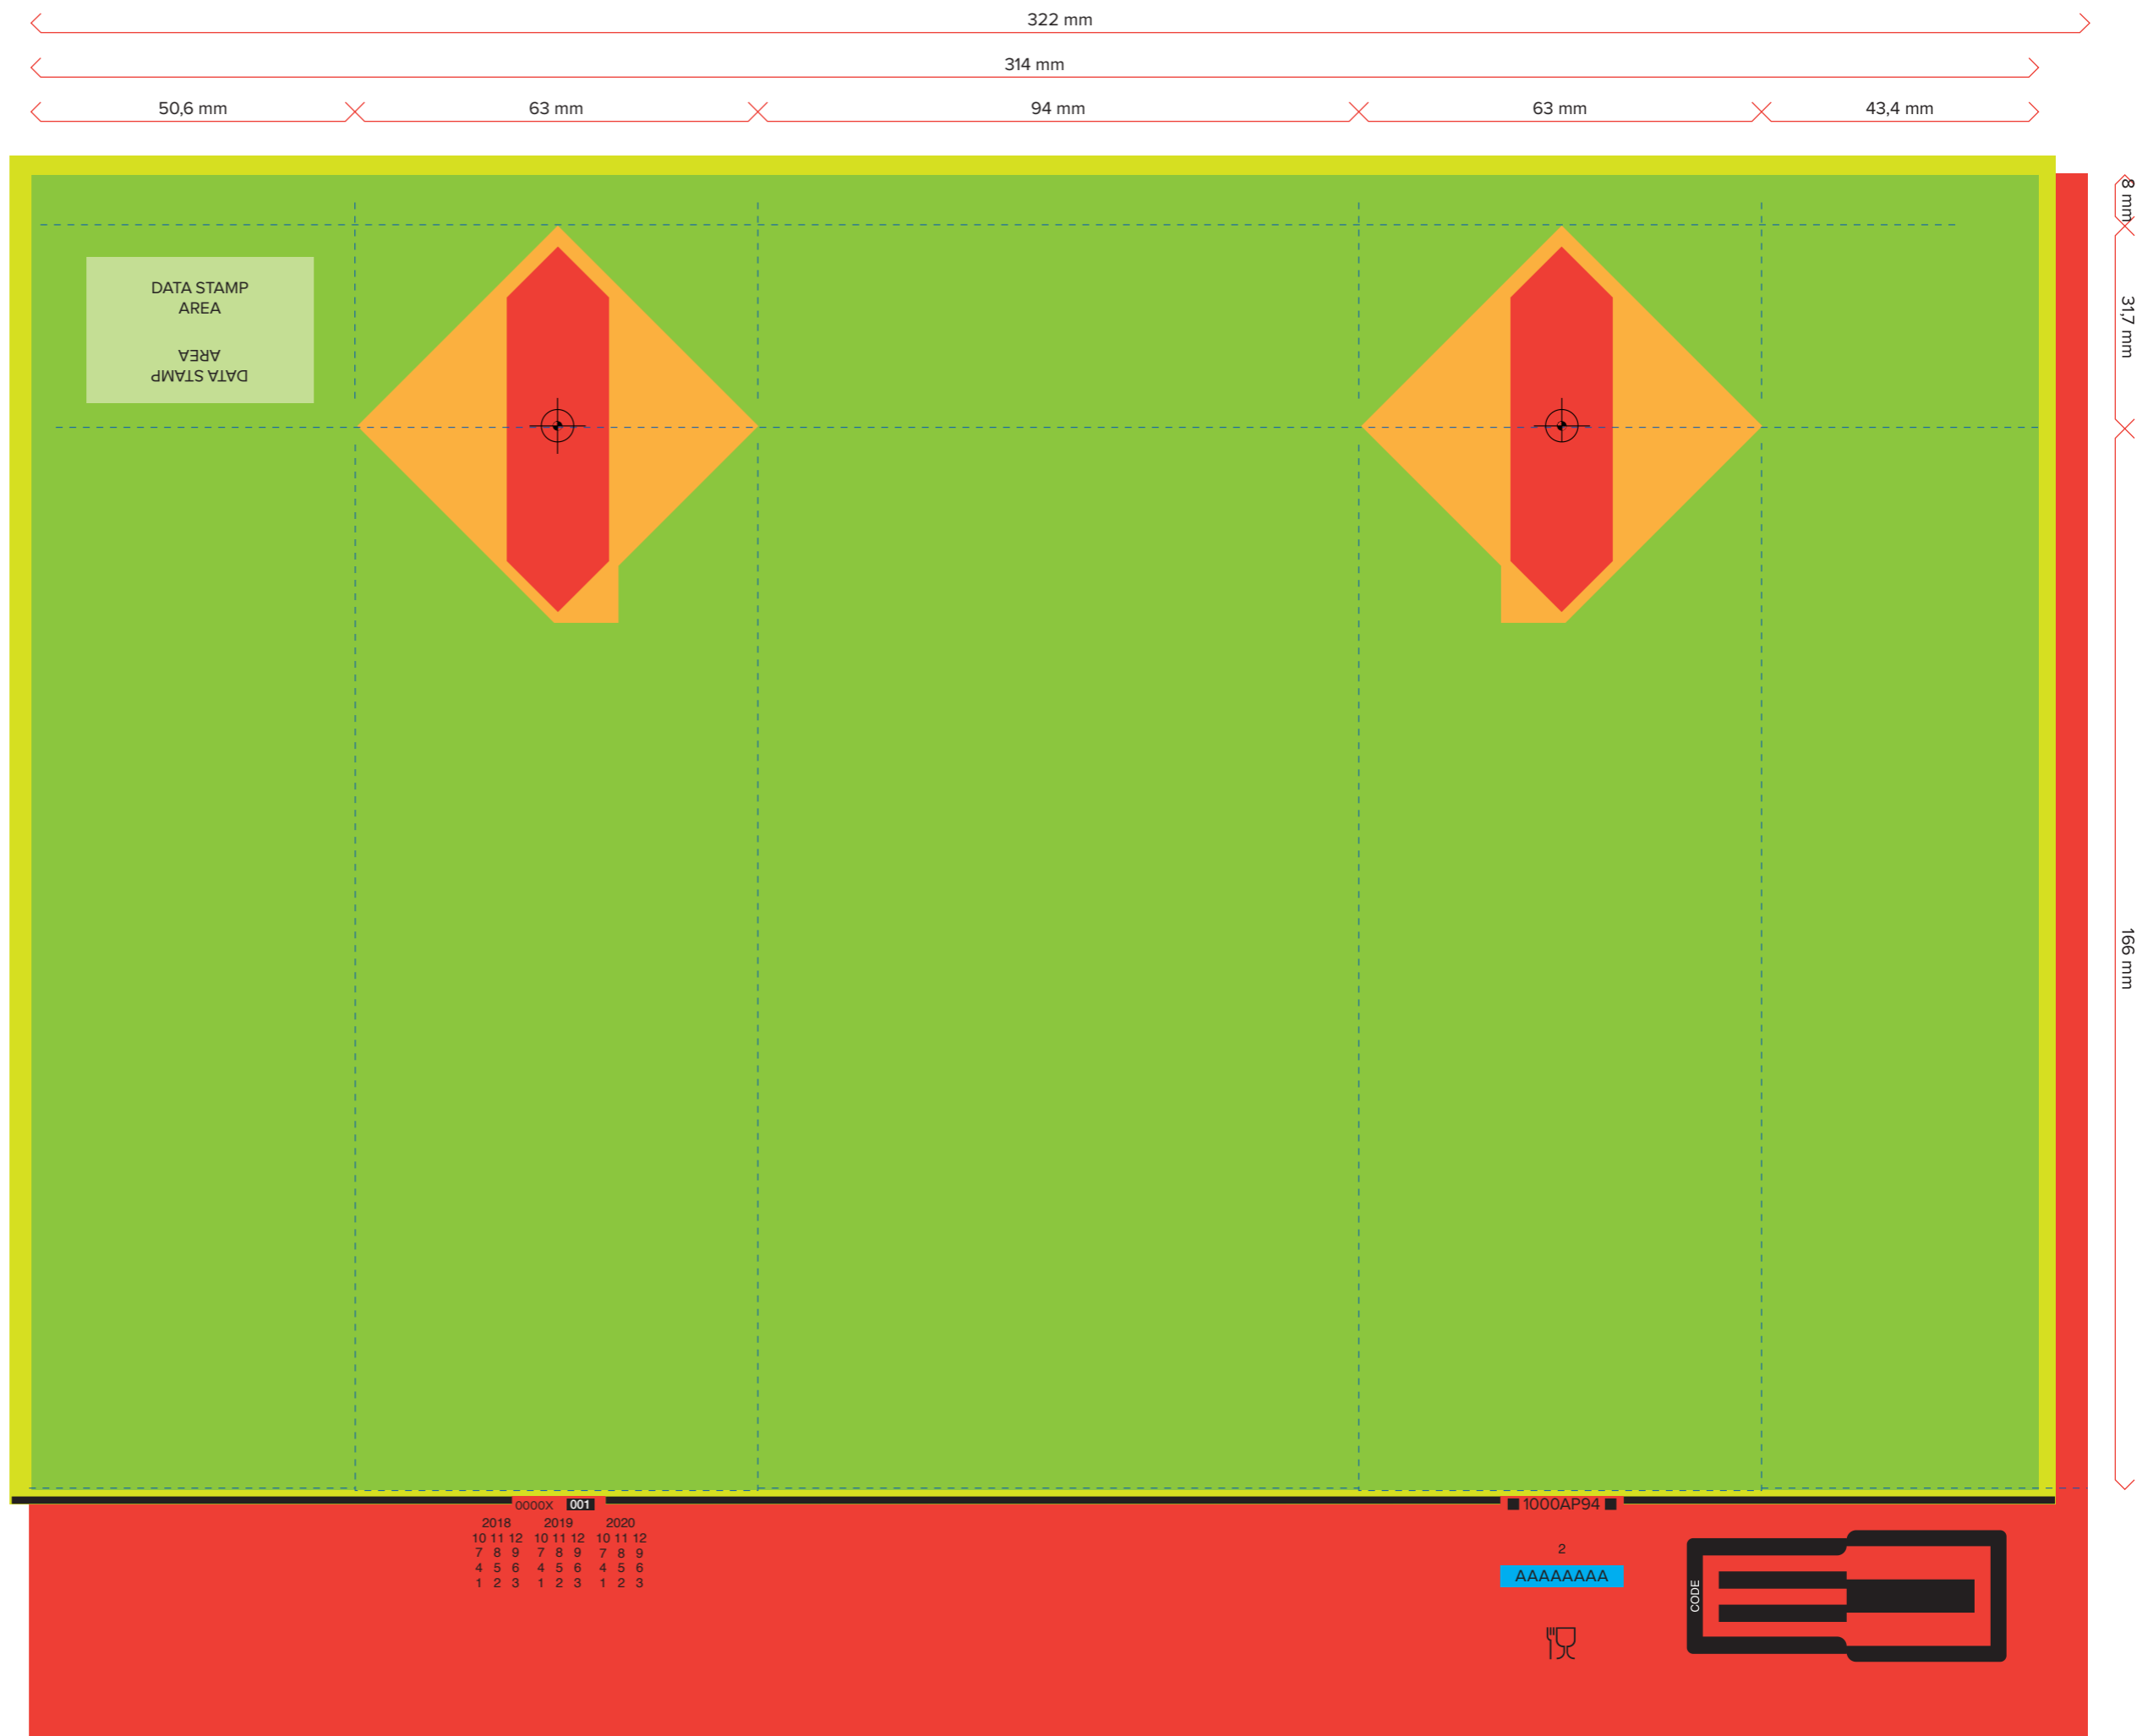 322 mm
314 mm
50,6 mm 63 mm 94 mm 63 mm 43,4 mm
8 mm
31,7 mm
166 mm
DATA STAMP
AREA
DATA STAMP
AREA
0000X 001
2018 2019 2020
10 11 12 10 11 12 10 11 12
7 8 9 7 8 9 7 8 9
4 5 6 4 5 6 4 5 6
1 2 3 1 2 3 1 2 3
1000AP94
2
AAAAAAAA
CODE